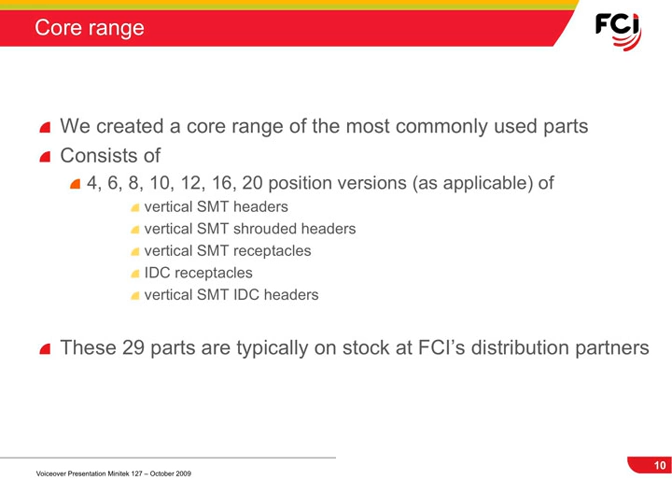 Core range
FCI
We created a core range of the most commonly used parts
Consists of
4, 6, 8, 10, 12, 16, 20 position versions (as applicable) of
vertical SMT headers
vertical SMT shrouded headers
vertical SMT receptacles
IDC receptacles
vertical SMT IDC headers
These 29 parts are typically on stock at FCI’s distribution partners
Voiceover Presentation Minitek 127 – October 2009
10